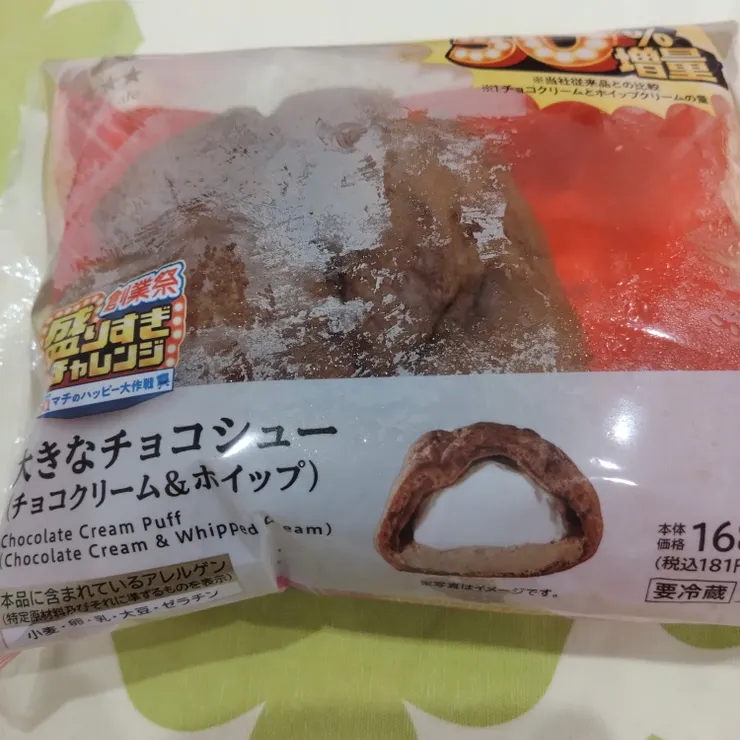 50%
増量
※当社従来品との比較
※1チョコクリームとホイップクリームの量
創業祭
盛りすぎ
チャレンジ
マチのハッピー大作戦
大きなチョコシュー
(チョコクリーム&ホイップ)
Chocolate Cream Puff
(Chocolate Cream & Whipped Cream)
本品に含まれているアレルゲン
(特定原材料及びそれに準ずるものを表示)
小麦・卵・乳・大豆・ゼラチン
※写真はイメージです。
本体
価格 168
(税込181円
要冷蔵